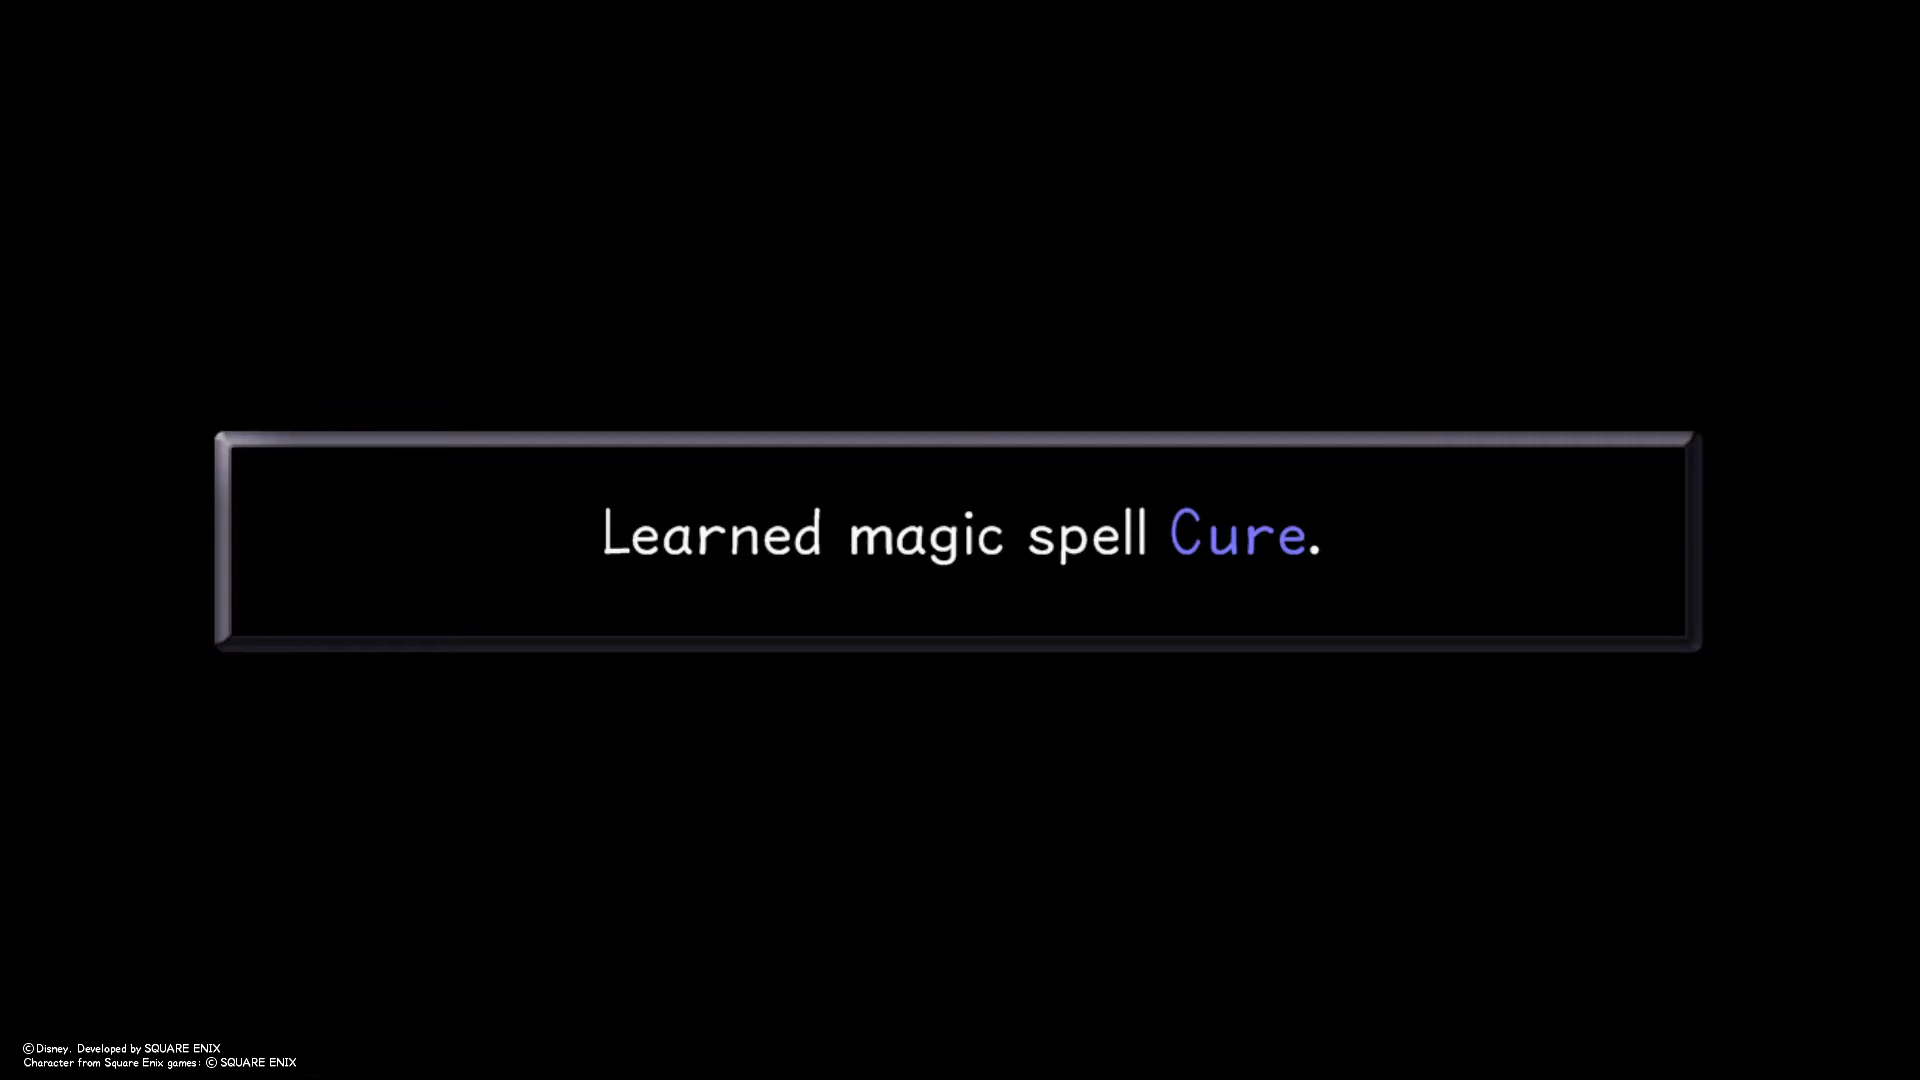 Learned magic spell Cure.
© Disney. Developed by SQUARE ENIX
Character from Square Enix games: © SQUARE ENIX